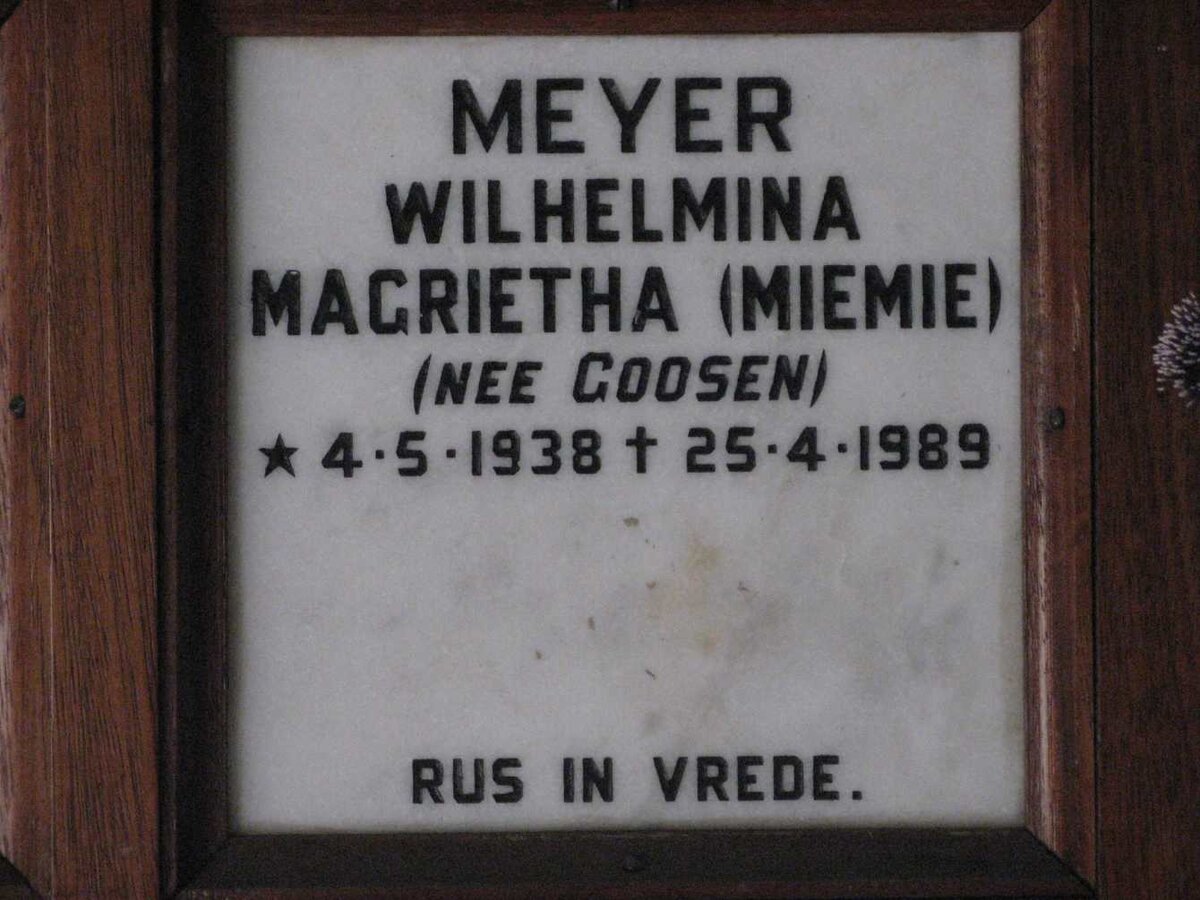 MEYER
WILHELMINA
MAGRIETHA (MIEMIE)
(NEE GOOSEN)
★ 4·5·1938 † 25·4·1989
RUS IN VREDE.